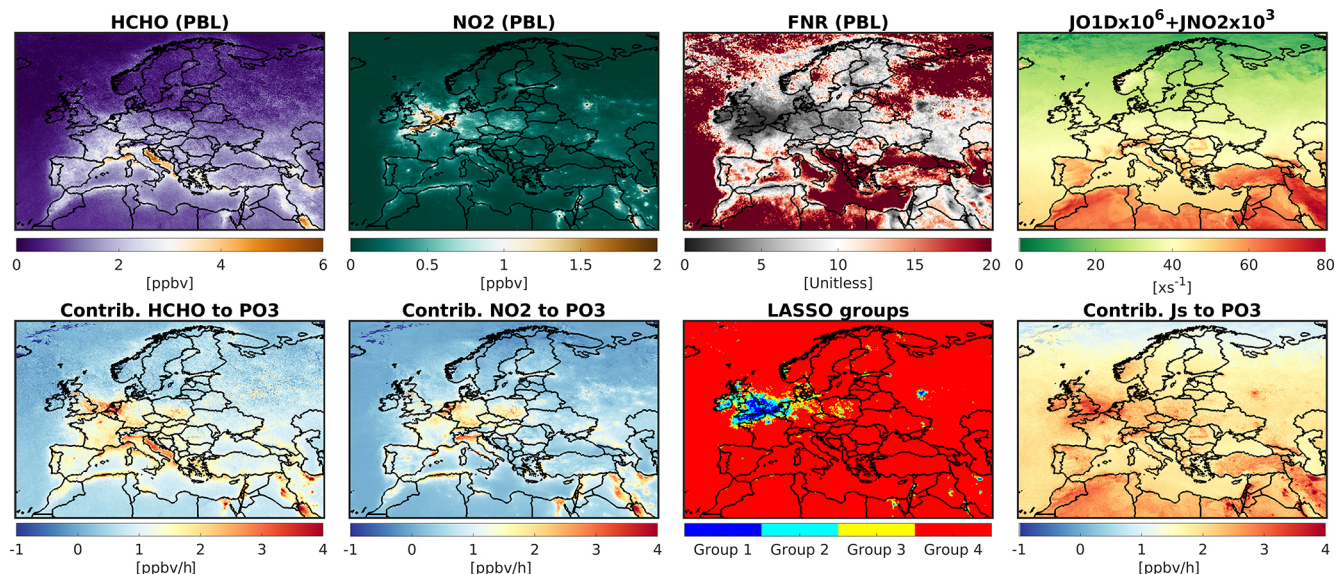 HCHO (PBL)
NO2 (PBL)
FNR (PBL)
JO1Dx10⁶+JNO2x10³
0 2 4 6
[ppbv]
0 0.5 1 1.5 2
[ppbv]
0 5 10 15 20
[Unitless]
0 20 40 60 80
[xs⁻¹]
Contrib. HCHO to PO3
Contrib. NO2 to PO3
LASSO groups
Contrib. Js to PO3
-1 0 1 2 3 4
[ppbv/h]
-1 0 1 2 3 4
[ppbv/h]
Group 1 Group 2 Group 3 Group 4
-1 0 1 2 3 4
[ppbv/h]